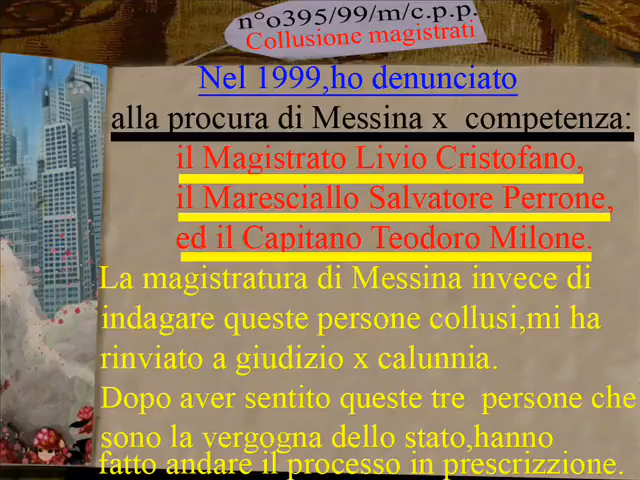 n°o395/99/m/c.p.p.
Collusione magistrati
Nel 1999,ho denunciato
alla procura di Messina x competenza:
il Magistrato Livio Cristofano,
il Maresciallo Salvatore Perrone,
ed il Capitano Teodoro Milone.
La magistratura di Messina invece di
indagare queste persone collusi,mi ha
rinviato a giudizio x calunnia.
Dopo aver sentito queste tre persone che
sono la vergogna dello stato,hanno
fatto andare il processo in prescrizzione.